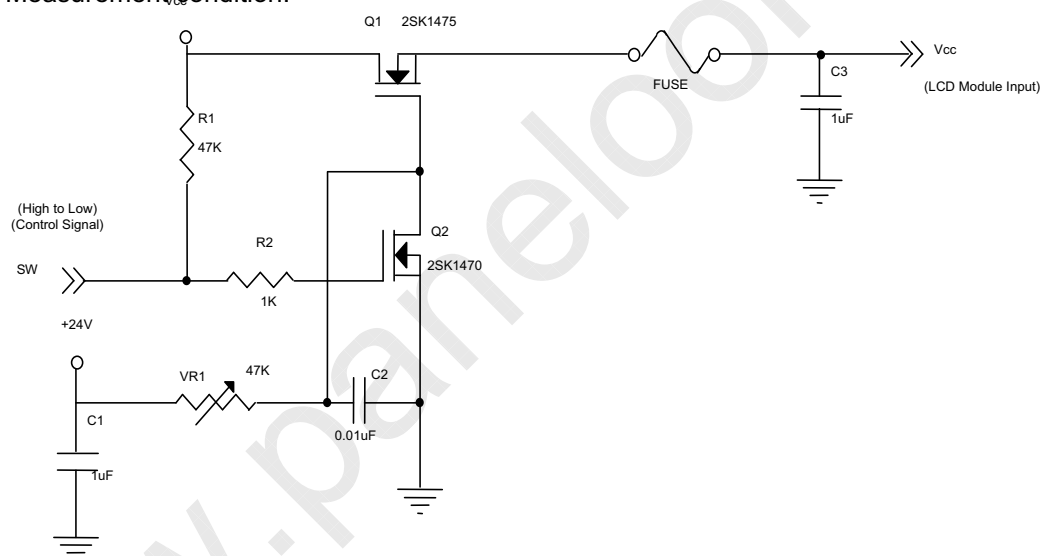 Measurement Condition:
Vcc
Q1 2SK1475
FUSE
C3
1uF
Vcc
(LCD Module Input)
R1
47K
(High to Low)
(Control Signal)
SW
R2
1K
Q2
2SK1470
+24V
VR1
47K
C2
0.01uF
C1
1uF